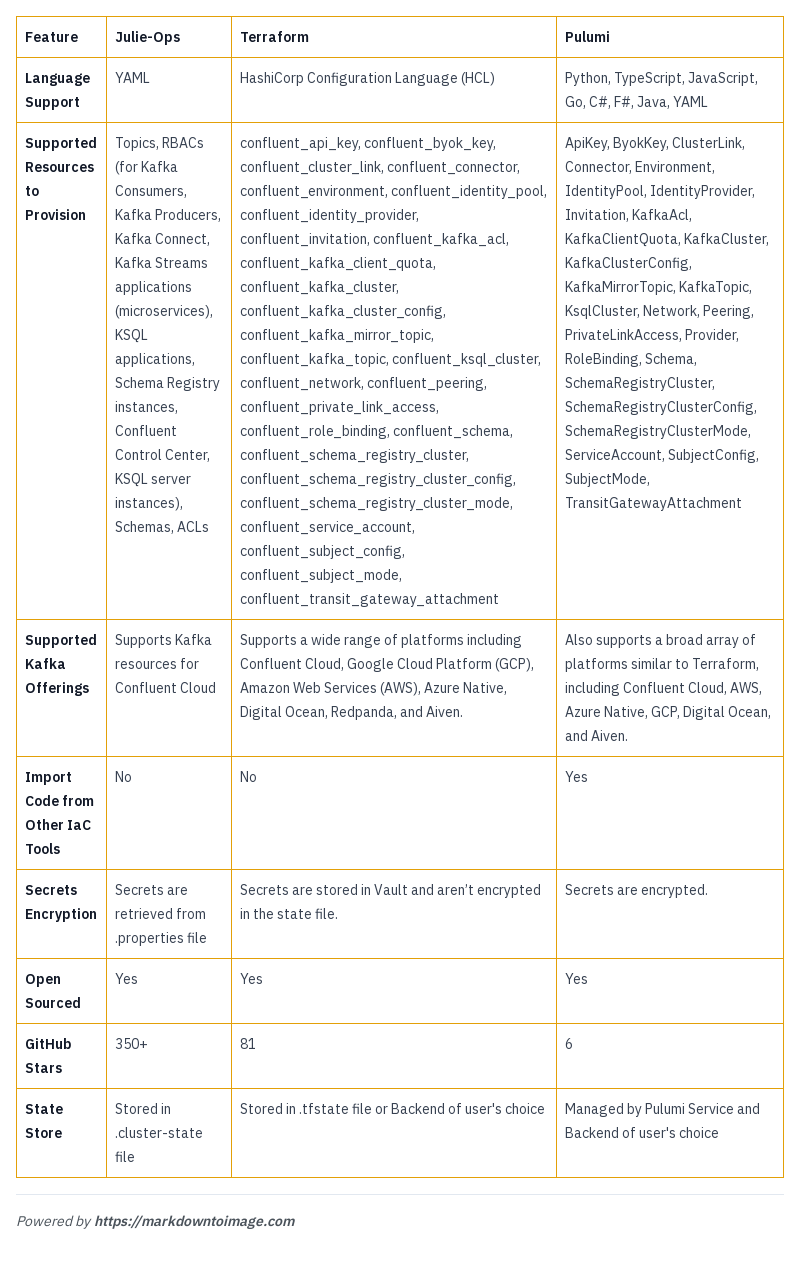 Feature Julie-Ops Terraform Pulumi
Language
Support
YAML
HashiCorp Configuration Language (HCL)
Python, TypeScript, JavaScript,
Go, C#, F#, Java, YAML
Supported
Resources
to
Provision
Topics, RBACs
(for Kafka
Consumers,
Kafka Producers,
Kafka Connect,
Kafka Streams
applications
(microservices),
KSQL
applications,
Schema Registry
instances,
Confluent
Control Center,
KSQL server
instances),
Schemas, ACLs
confluent_api_key, confluent_byok_key,
confluent_cluster_link, confluent_connector,
confluent_environment, confluent_identity_pool,
confluent_identity_provider,
confluent_invitation, confluent_kafka_acl,
confluent_kafka_client_quota,
confluent_kafka_cluster,
confluent_kafka_cluster_config,
confluent_kafka_mirror_topic,
confluent_kafka_topic, confluent_ksql_cluster,
confluent_network, confluent_peering,
confluent_private_link_access,
confluent_role_binding, confluent_schema,
confluent_schema_registry_cluster,
confluent_schema_registry_cluster_config,
confluent_schema_registry_cluster_mode,
confluent_service_account,
confluent_subject_config,
confluent_subject_mode,
confluent_transit_gateway_attachment
ApiKey, ByokKey, ClusterLink,
Connector, Environment,
IdentityPool, IdentityProvider,
Invitation, KafkaAcl,
KafkaClientQuota, KafkaCluster,
KafkaClusterConfig,
KafkaMirrorTopic, KafkaTopic,
KsqlCluster, Network, Peering,
PrivateLinkAccess, Provider,
RoleBinding, Schema,
SchemaRegistryCluster,
SchemaRegistryClusterConfig,
SchemaRegistryClusterMode,
ServiceAccount, SubjectConfig,
SubjectMode,
TransitGatewayAttachment
Supported
Kafka
Offerings
Supports Kafka
resources for
Confluent Cloud
Supports a wide range of platforms including
Confluent Cloud, Google Cloud Platform (GCP),
Amazon Web Services (AWS), Azure Native,
Digital Ocean, Redpanda, and Aiven.
Also supports a broad array of
platforms similar to Terraform,
including Confluent Cloud, AWS,
Azure Native, GCP, Digital Ocean,
and Aiven.
Import
Code from
Other IaC
Tools
No
No
Yes
Secrets
Encryption
Secrets are
retrieved from
.properties file
Secrets are stored in Vault and aren’t encrypted
in the state file.
Secrets are encrypted.
Open
Sourced
Yes
Yes
Yes
GitHub
Stars
350+
81
6
State
Store
Stored in
.cluster-state
file
Stored in .tfstate file or Backend of user's choice
Managed by Pulumi Service and
Backend of user's choice
Powered by https://markdowntoimage.com